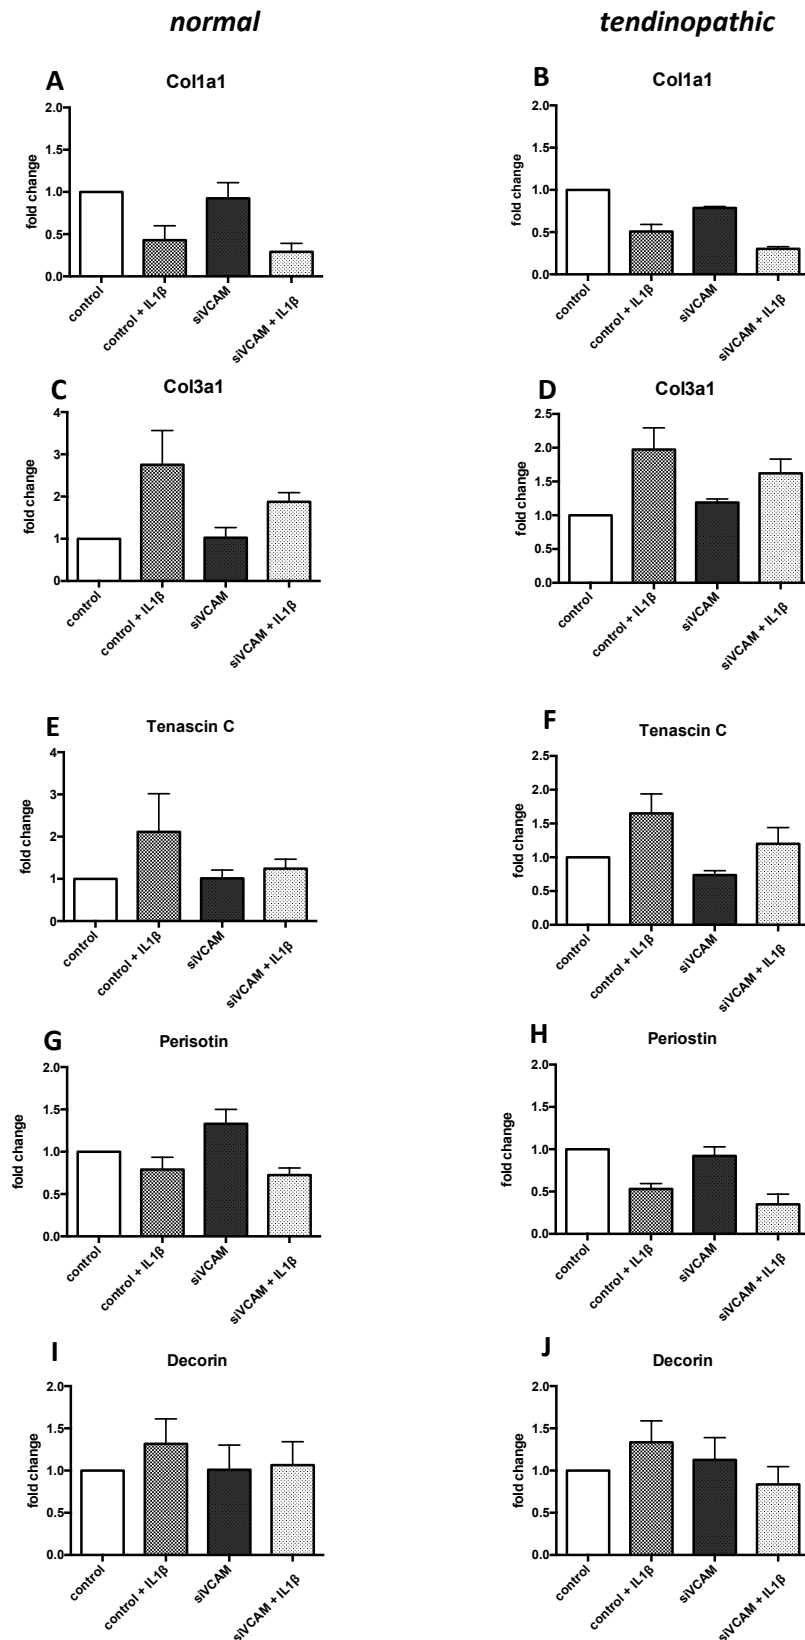 normal
tendinopathic
A
Col1a1
2.0
1.5
1.0
0.5
0.0
fold change
control
control + IL1β
siVCAM
siVCAM + IL1β
B
Col1a1
2.0
1.5
1.0
0.5
0.0
fold change
control
control + IL1β
siVCAM
siVCAM + IL1β
C
Col3a1
4
3
2
1
0
fold change
control
control + IL1β
siVCAM
siVCAM + IL1β
D
Col3a1
2.5
2.0
1.5
1.0
0.5
0.0
fold change
control
control + IL1β
siVCAM
siVCAM + IL1β
E
Tenascin C
4
3
2
1
0
fold change
control
control + IL1β
siVCAM
siVCAM + IL1β
F
Tenascin C
2.5
2.0
1.5
1.0
0.5
0.0
fold change
control
control + IL1β
siVCAM
siVCAM + IL1β
G
Perisotin
2.0
1.5
1.0
0.5
0.0
fold change
control
control + IL1β
siVCAM
siVCAM + IL1β
H
Periostin
2.0
1.5
1.0
0.5
0.0
fold change
control
control + IL1β
siVCAM
siVCAM + IL1β
I
Decorin
2.0
1.5
1.0
0.5
0.0
fold change
control
control + IL1β
siVCAM
siVCAM + IL1β
J
Decorin
2.0
1.5
1.0
0.5
0.0
fold change
control
control + IL1β
siVCAM
siVCAM + IL1β